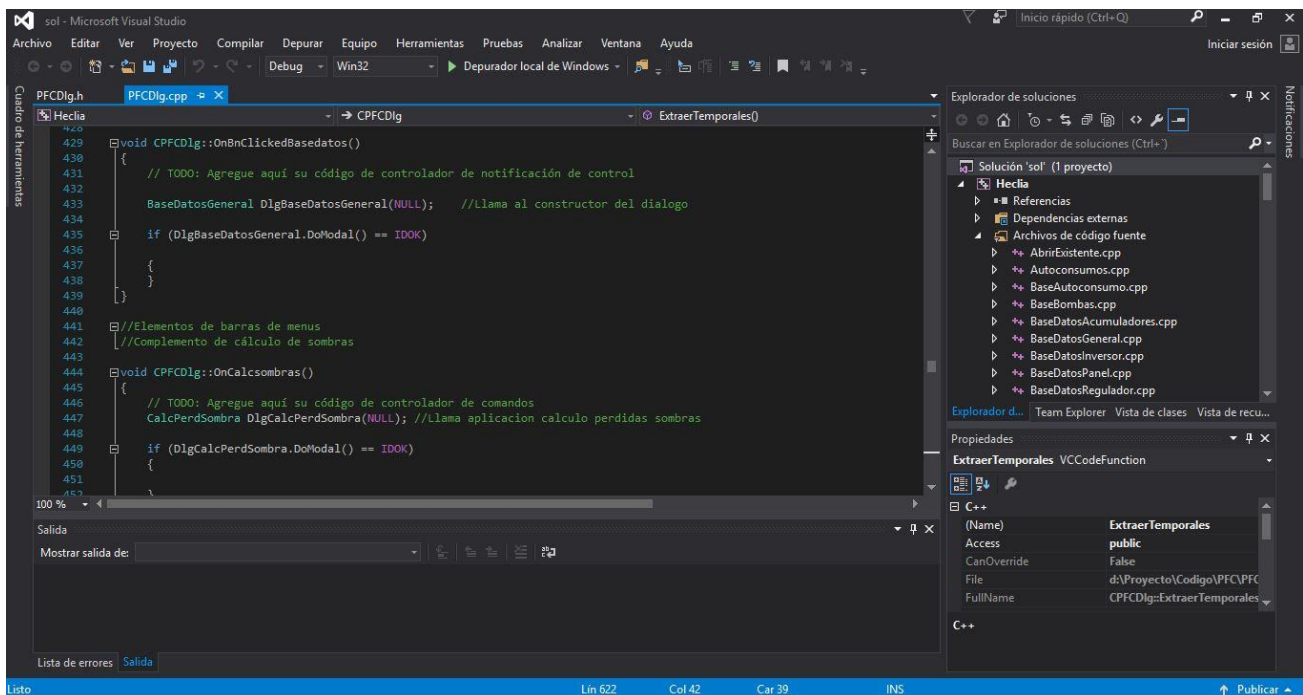 sol - Microsoft Visual Studio
Inicio rápido (Ctrl+Q)
Archivo Editar Ver Proyecto Compilar Depurar Equipo Herramientas Pruebas Analizar Ventana Ayuda
Iniciar sesión
Debug Win32 Depurador local de Windows
Cuadro de herramientas
PFCDlg.h PFCDlg.cpp
Heclia CPFCDlg ExtraerTemporales()
428
429 void CPFCDlg::OnBnClickedBasedatos()
430 {
431 // TODO: Agregue aquí su código de controlador de notificación de control
432
433 BaseDatosGeneral DlgBaseDatosGeneral(NULL); //Llama al constructor del dialogo
434
435 if (DlgBaseDatosGeneral.DoModal() == IDOK)
436
437 {
438 }
439 }
440
441 //Elementos de barras de menus
442 //Complemento de cálculo de sombras
443
444 void CPFCDlg::OnCalcsombras()
445 {
446 // TODO: Agregue aquí su código de controlador de comandos
447 CalcPerdSombra DlgCalcPerdSombra(NULL); //Llama aplicacion calculo perdidas sombras
448
449 if (DlgCalcPerdSombra.DoModal() == IDOK)
450 {
451
452 }
100 %
Salida
Mostrar salida de:
Lista de errores Salida
Explorador de soluciones
Buscar en Explorador de soluciones (Ctrl+`)
Solución 'sol' (1 proyecto)
Heclia
Referencias
Dependencias externas
Archivos de código fuente
AbrirExistente.cpp
Autoconsumos.cpp
BaseAutoconsumo.cpp
BaseBombas.cpp
BaseDatosAcumuladores.cpp
BaseDatosGeneral.cpp
BaseDatosInversor.cpp
BaseDatosPanel.cpp
BaseDatosRegulador.cpp
Explorador d... Team Explorer Vista de clases Vista de recu...
Propiedades
ExtraerTemporales VCCodeFunction
C++
(Name) ExtraerTemporales
Access public
CanOverride False
File d:\Proyecto\Codigo\PFC\PFC
FullName CPFCDlg::ExtraerTemporales
C++
Notificaciones
Listo Lín 622 Col 42 Car 39 INS Publicar